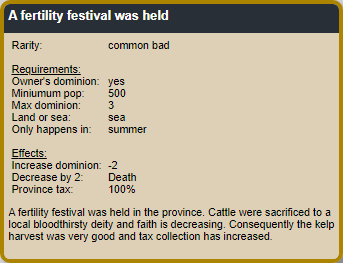 A fertility festival was held
Rarity: common bad
Requirements:
Owner's dominion: yes
Miniumum pop: 500
Max dominion: 3
Land or sea: sea
Only happens in: summer
Effects:
Increase dominion: -2
Decrease by 2: Death
Province tax: 100%
A fertility festival was held in the province. Cattle were sacrificed to a
local bloodthirsty deity and faith is decreasing. Consequently the kelp
harvest was very good and tax collection has increased.